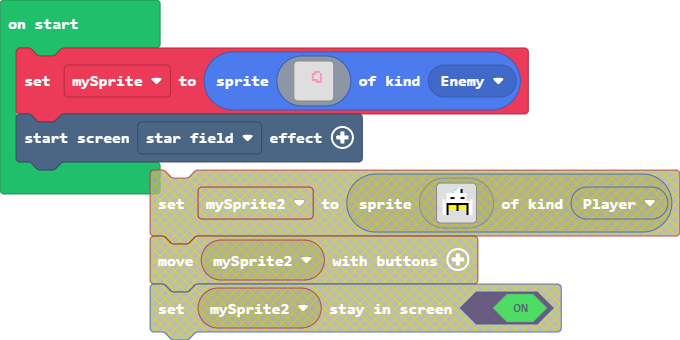 on start
set mySprite to sprite of kind Enemy
start screen star field effect
set mySprite2 to sprite of kind Player
move mySprite2 with buttons
set mySprite2 stay in screen ON